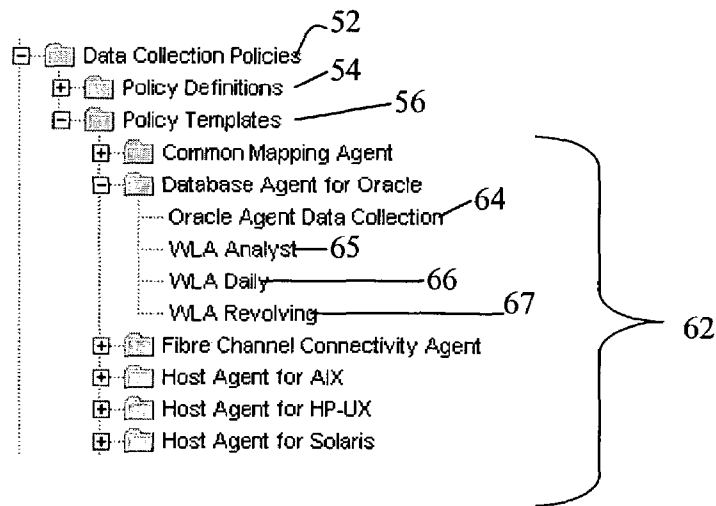 Data Collection Policies 52
Policy Definitions 54
Policy Templates 56
Common Mapping Agent
Database Agent for Oracle
Oracle Agent Data Collection 64
WLA Analyst 65
WLA Daily 66
WLA Revolving 67
62
Fibre Channel Connectivity Agent
Host Agent for AIX
Host Agent for HP-UX
Host Agent for Solaris